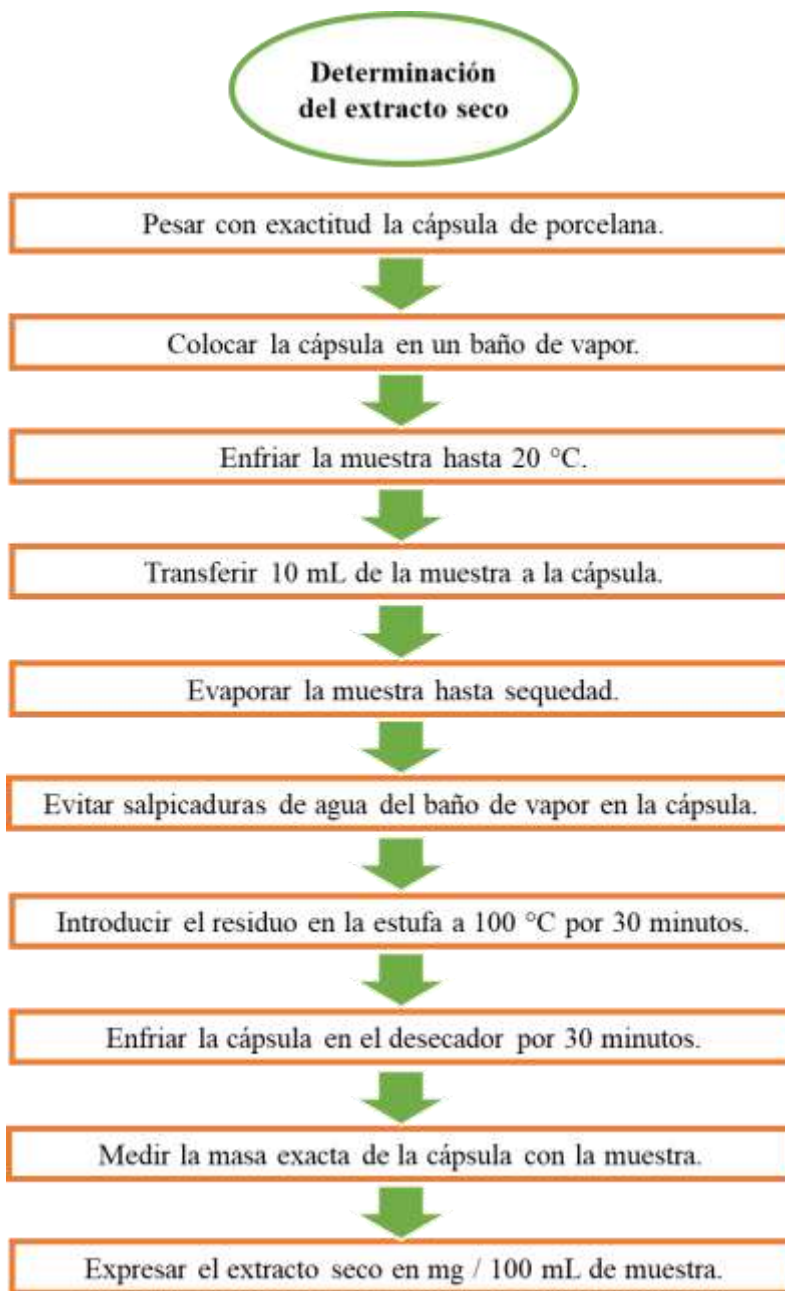 Determinación
del extracto seco
Pesar con exactitud la cápsula de porcelana.
Colocar la cápsula en un baño de vapor.
Enfriar la muestra hasta 20 °C.
Transferir 10 mL de la muestra a la cápsula.
Evaporar la muestra hasta sequedad.
Evitar salpicaduras de agua del baño de vapor en la cápsula.
Introducir el residuo en la estufa a 100 °C por 30 minutos.
Enfriar la cápsula en el desecador por 30 minutos.
Medir la masa exacta de la cápsula con la muestra.
Expresar el extracto seco en mg / 100 mL de muestra.